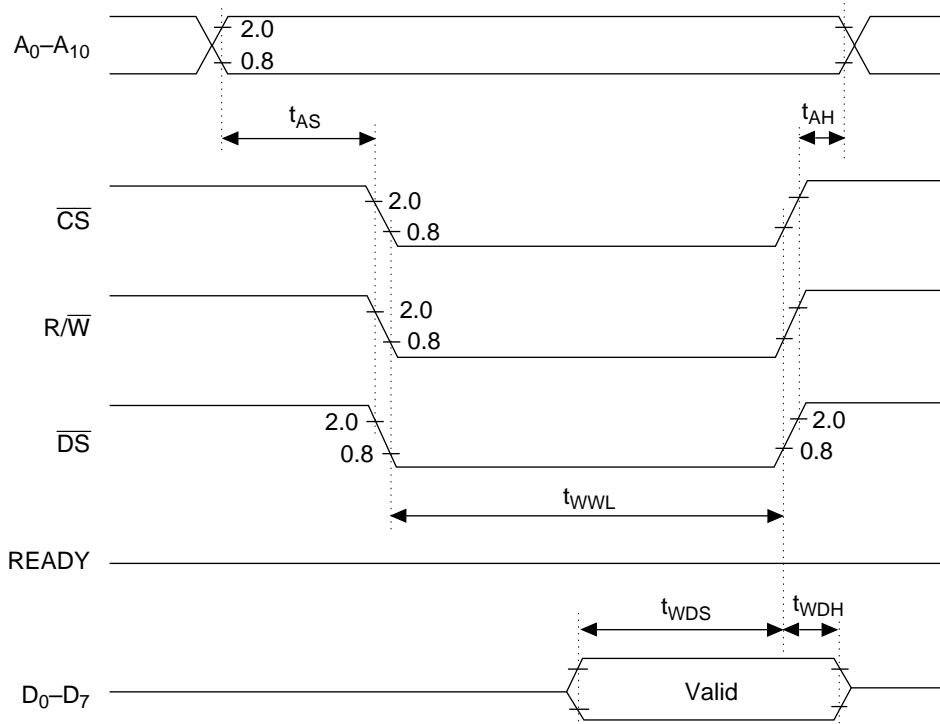 A0–A10
2.0
0.8
tAS
tAH
CS
2.0
0.8
R/W
2.0
0.8
DS
2.0
0.8
2.0
0.8
tWWL
READY
tWDS
tWDH
D0–D7
Valid